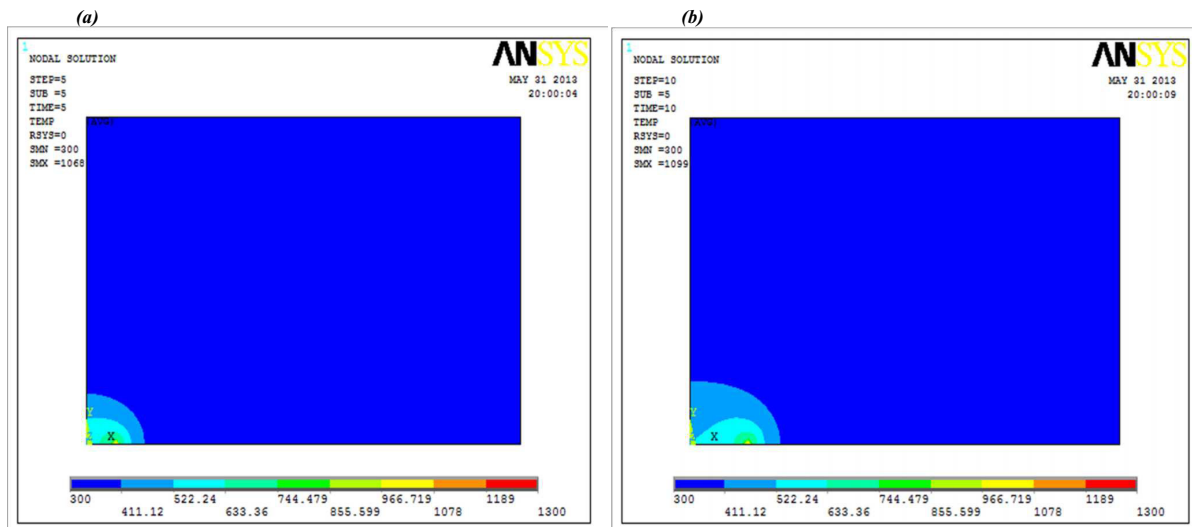 (a)
1
ANSYS
NODAL SOLUTION
MAY 31 2013
20:00:04
STEP=5
SUB =5
TIME=5
TEMP (AVG)
RSYS=0
SMN =300
SMX =1068
Y
Z X
300 522.24 744.479 966.719 1189
411.12 633.36 855.599 1078 1300
(b)
1
ANSYS
NODAL SOLUTION
MAY 31 2013
20:00:09
STEP=10
SUB =5
TIME=10
TEMP (AVG)
RSYS=0
SMN =300
SMX =1099
Y
Z X
300 522.24 744.479 966.719 1189
411.12 633.36 855.599 1078 1300